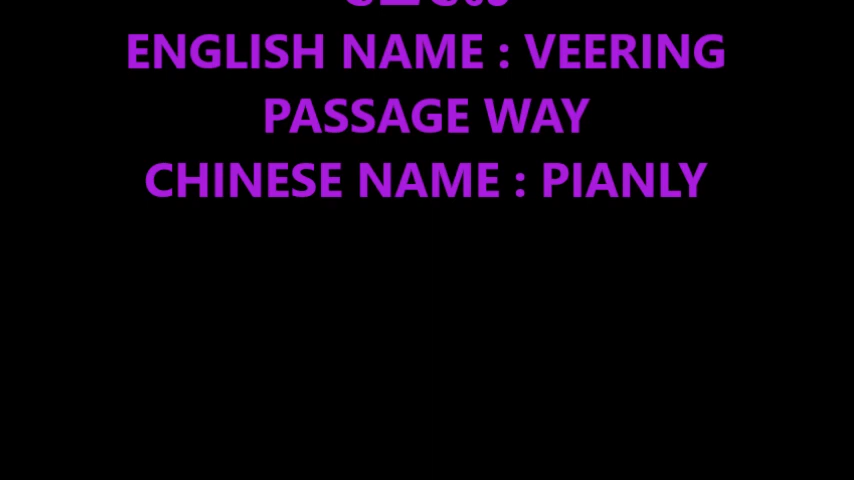 ENGLISH NAME : VEERING
PASSAGE WAY
CHINESE NAME : PIANLY